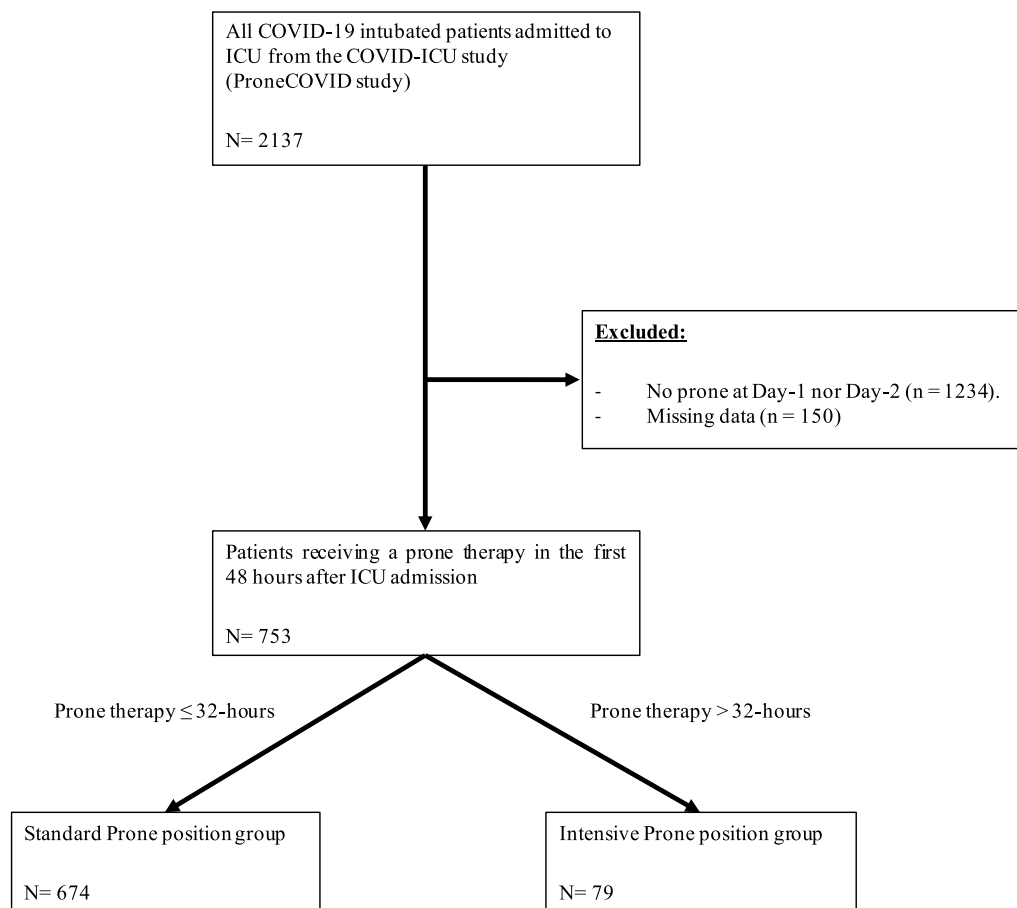 All COVID-19 intubated patients admitted to
ICU from the COVID-ICU study
(ProneCOVID study)
N= 2137
Excluded:
- No prone at Day-1 nor Day-2 (n = 1234).
- Missing data (n = 150)
Patients receiving a prone therapy in the first
48 hours after ICU admission
N= 753
Prone therapy ≤ 32-hours
Prone therapy > 32-hours
Standard Prone position group
N= 674
Intensive Prone position group
N= 79